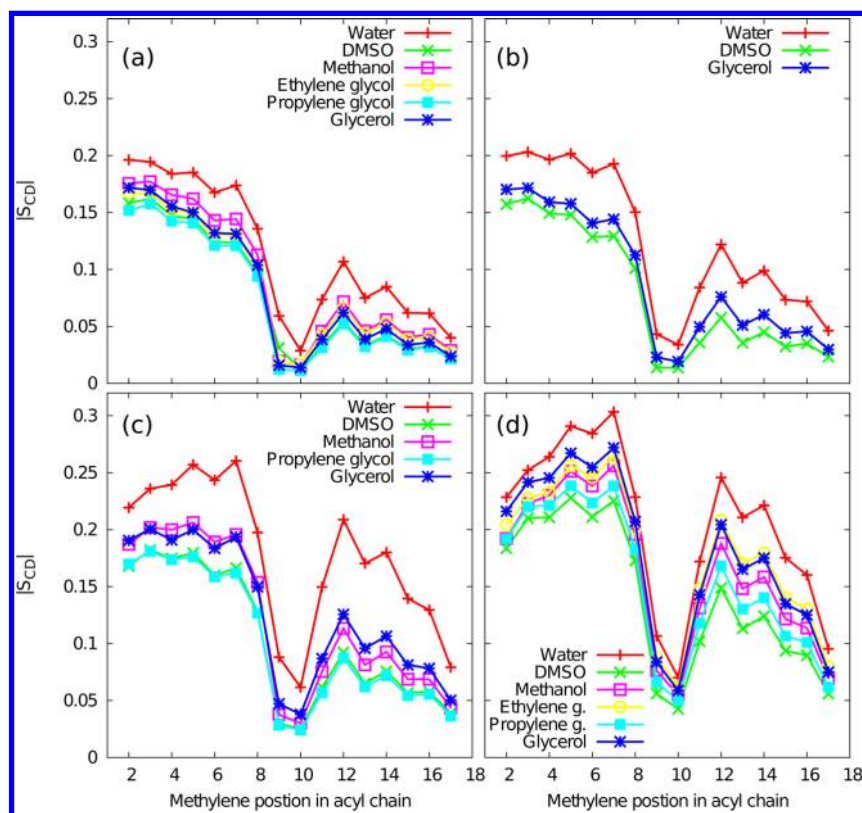 0.3
0.25
0.2
0.15
0.1
0.05
0
|S_CD|
(a)
Water
DMSO
Methanol
Ethylene glycol
Propylene glycol
Glycerol
(b)
Water
DMSO
Glycerol
0.3
0.25
0.2
0.15
0.1
0.05
0
|S_CD|
(c)
Water
DMSO
Methanol
Propylene glycol
Glycerol
(d)
Water
DMSO
Methanol
Ethylene g.
Propylene g.
Glycerol
2 4 6 8 10 12 14 16 18
2 4 6 8 10 12 14 16 18
Methylene postion in acyl chain
Methylene postion in acyl chain